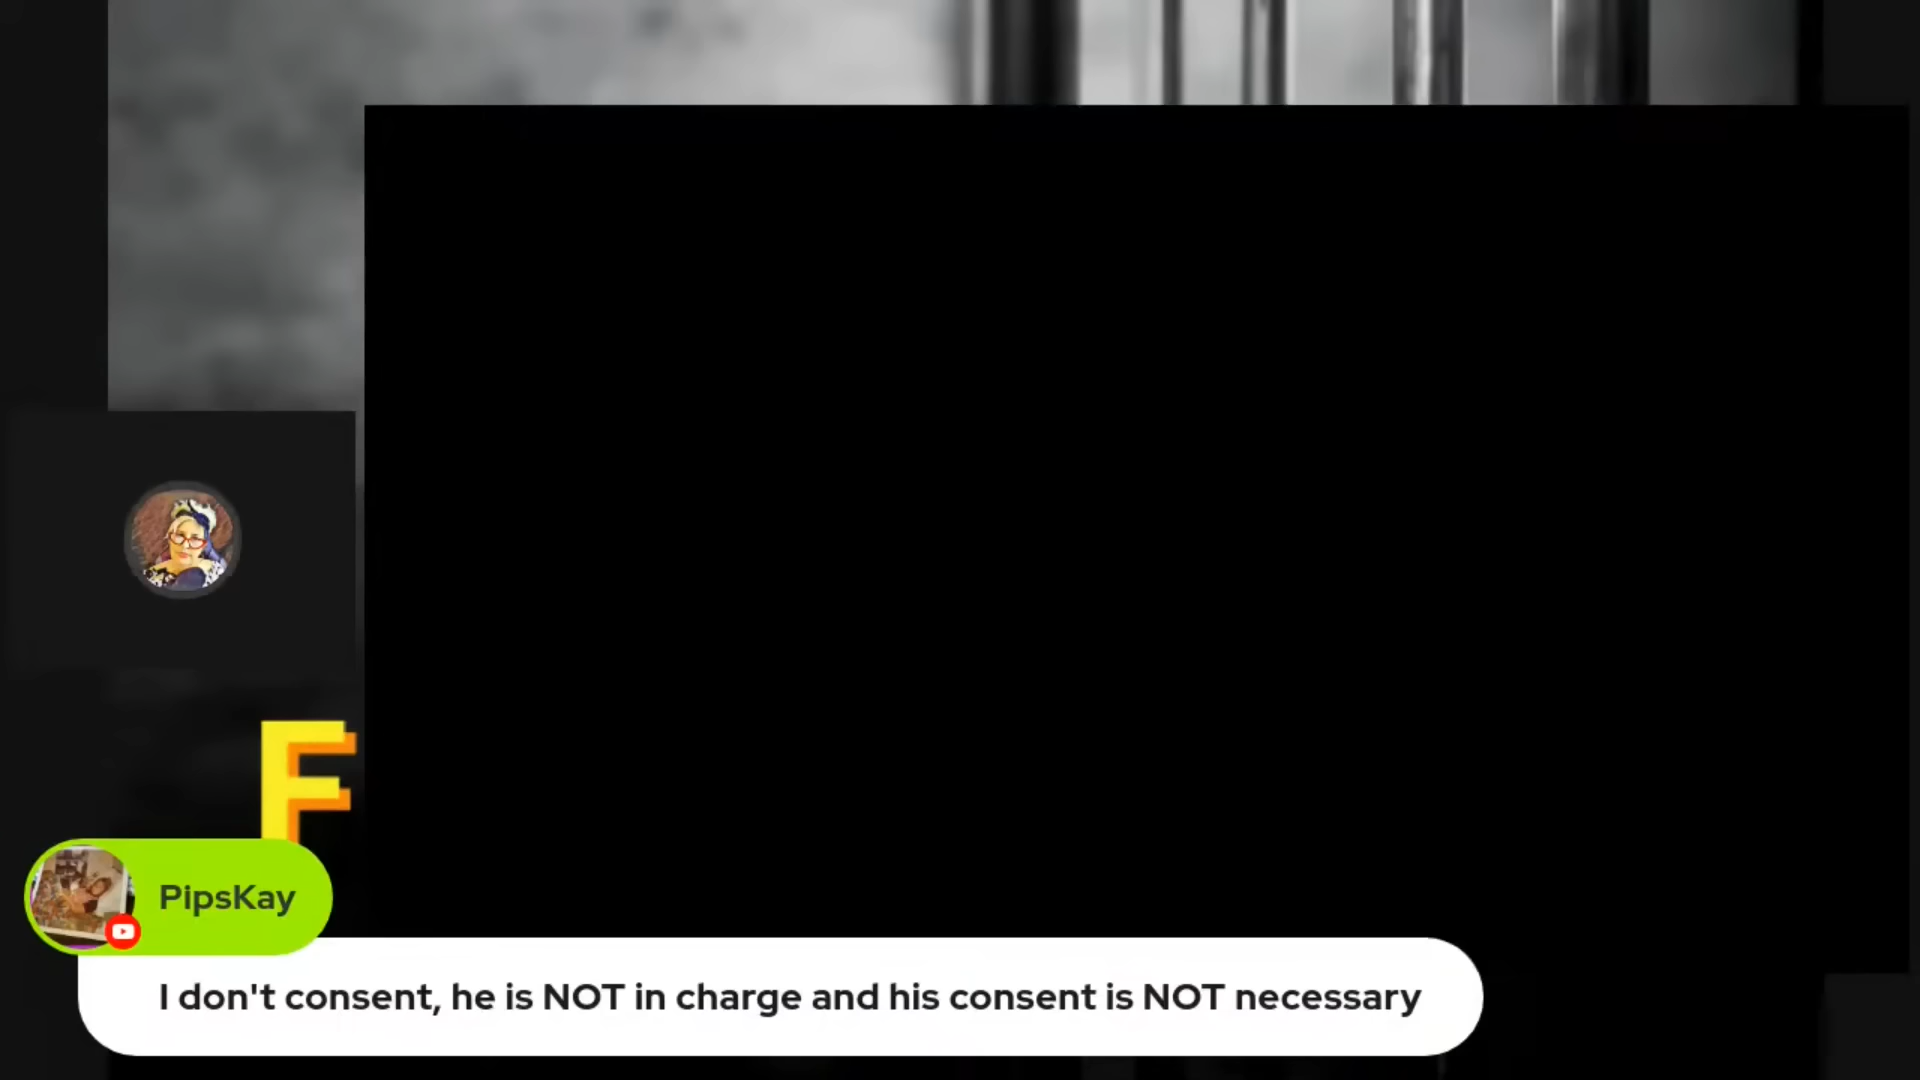 F
PipsKay
I don't consent, he is NOT in charge and his consent is NOT necessary